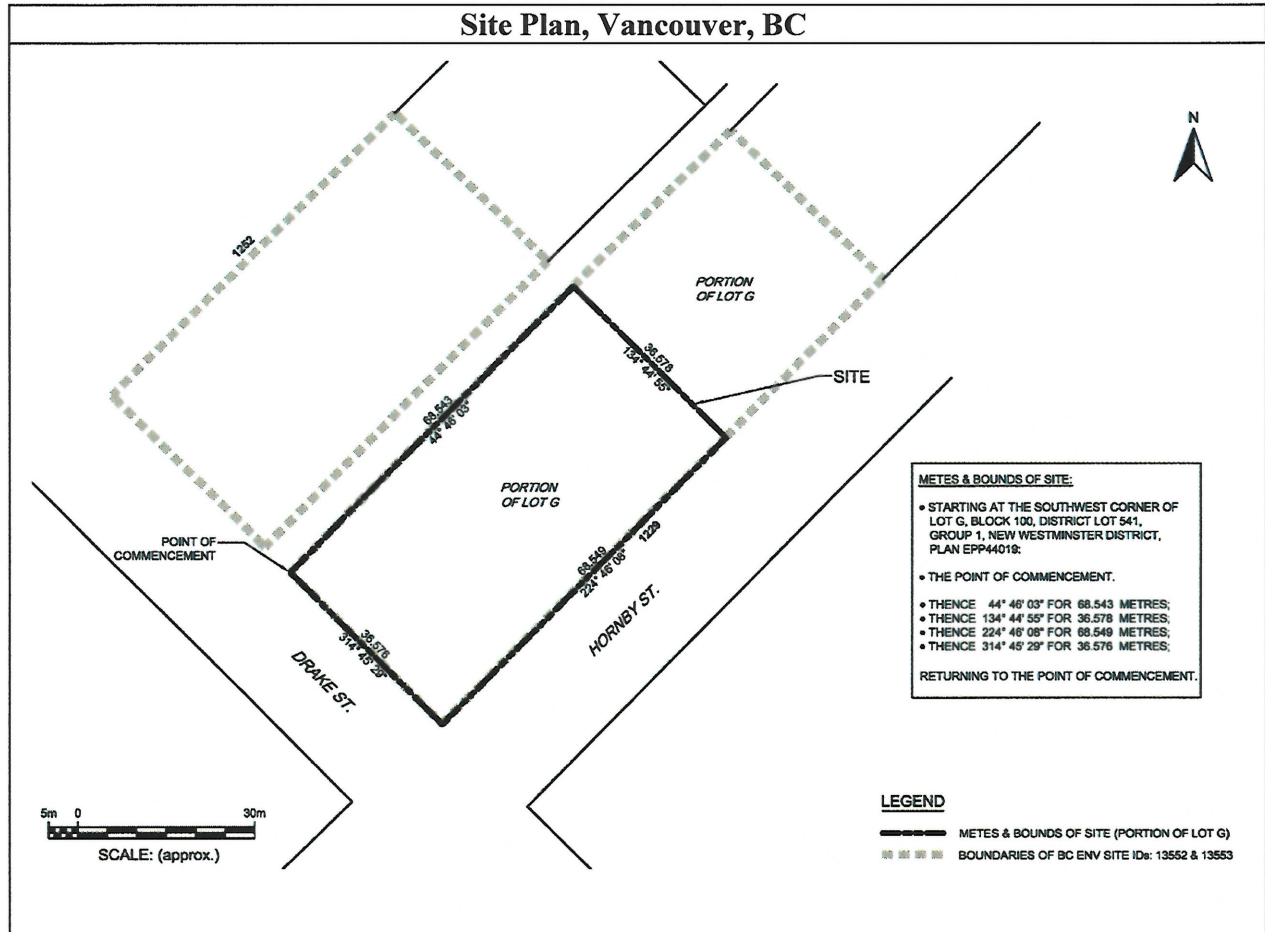 Site Plan, Vancouver, BC
N
1252
PORTION
OF LOT G
36.578
134° 44' 55"
SITE
68.543
44° 46' 03"
PORTION
OF LOT G
POINT OF
COMMENCEMENT
68.549
224° 46' 08"
1229
HORNBY ST.
36.576
314° 45' 29"
DRAKE ST.
METES & BOUNDS OF SITE:
• STARTING AT THE SOUTHWEST CORNER OF
LOT G, BLOCK 100, DISTRICT LOT 541,
GROUP 1, NEW WESTMINSTER DISTRICT,
PLAN EPP44019:
• THE POINT OF COMMENCEMENT.
• THENCE 44° 46' 03" FOR 68.543 METRES;
• THENCE 134° 44' 55" FOR 36.578 METRES;
• THENCE 224° 46' 08" FOR 68.549 METRES;
• THENCE 314° 45' 29" FOR 36.576 METRES;
RETURNING TO THE POINT OF COMMENCEMENT.
5m 0 30m
SCALE: (approx.)
LEGEND
METES & BOUNDS OF SITE (PORTION OF LOT G)
BOUNDARIES OF BC ENV SITE IDs: 13552 & 13553